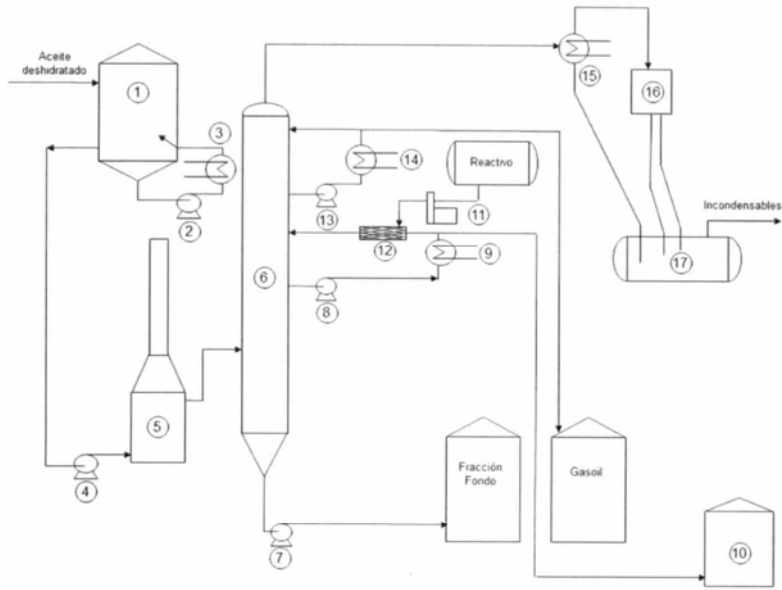 Aceite
deshidratado
1
2
3
4
5
6
7
8
9
10
11
12
13
14
15
16
17
Reactivo
Incondensables
Fracción
Fondo
Gasoil